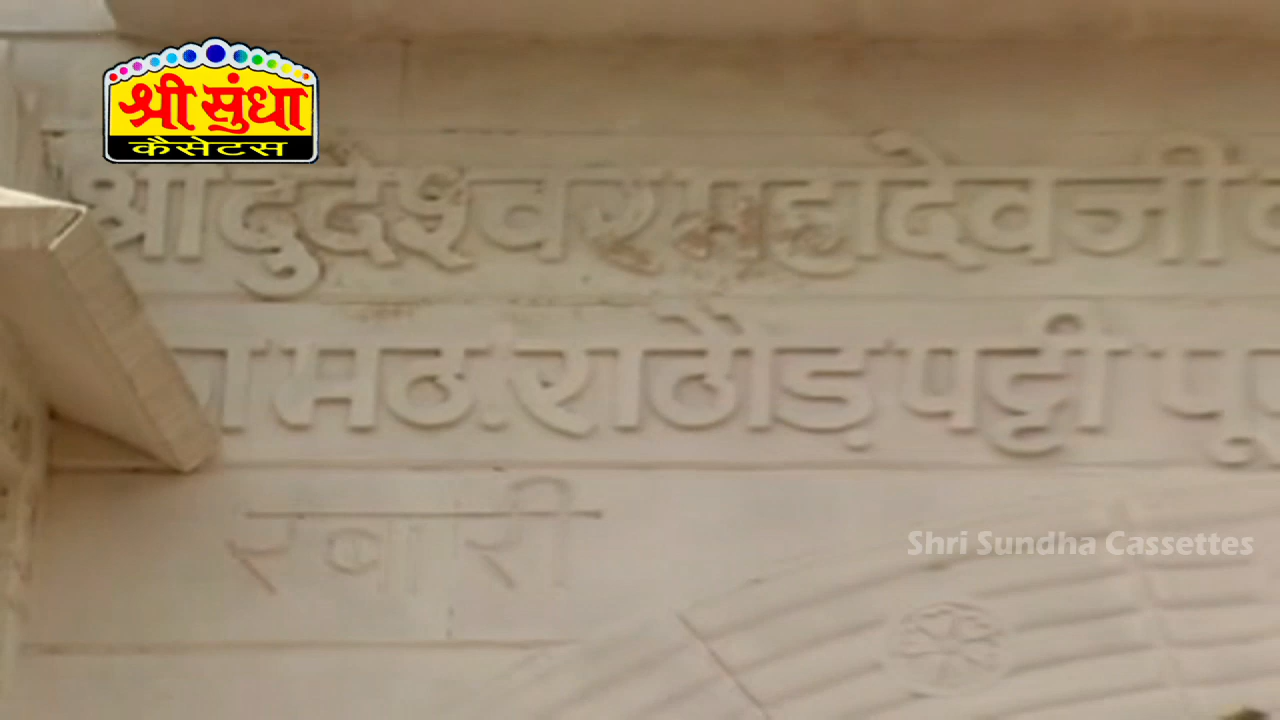 श्री सुंधा
कैसेटस
श्री दुदेश्वर महादेवजी
मठ. राठौड़ पट्टी
रबारी
Shri Sundha Cassettes